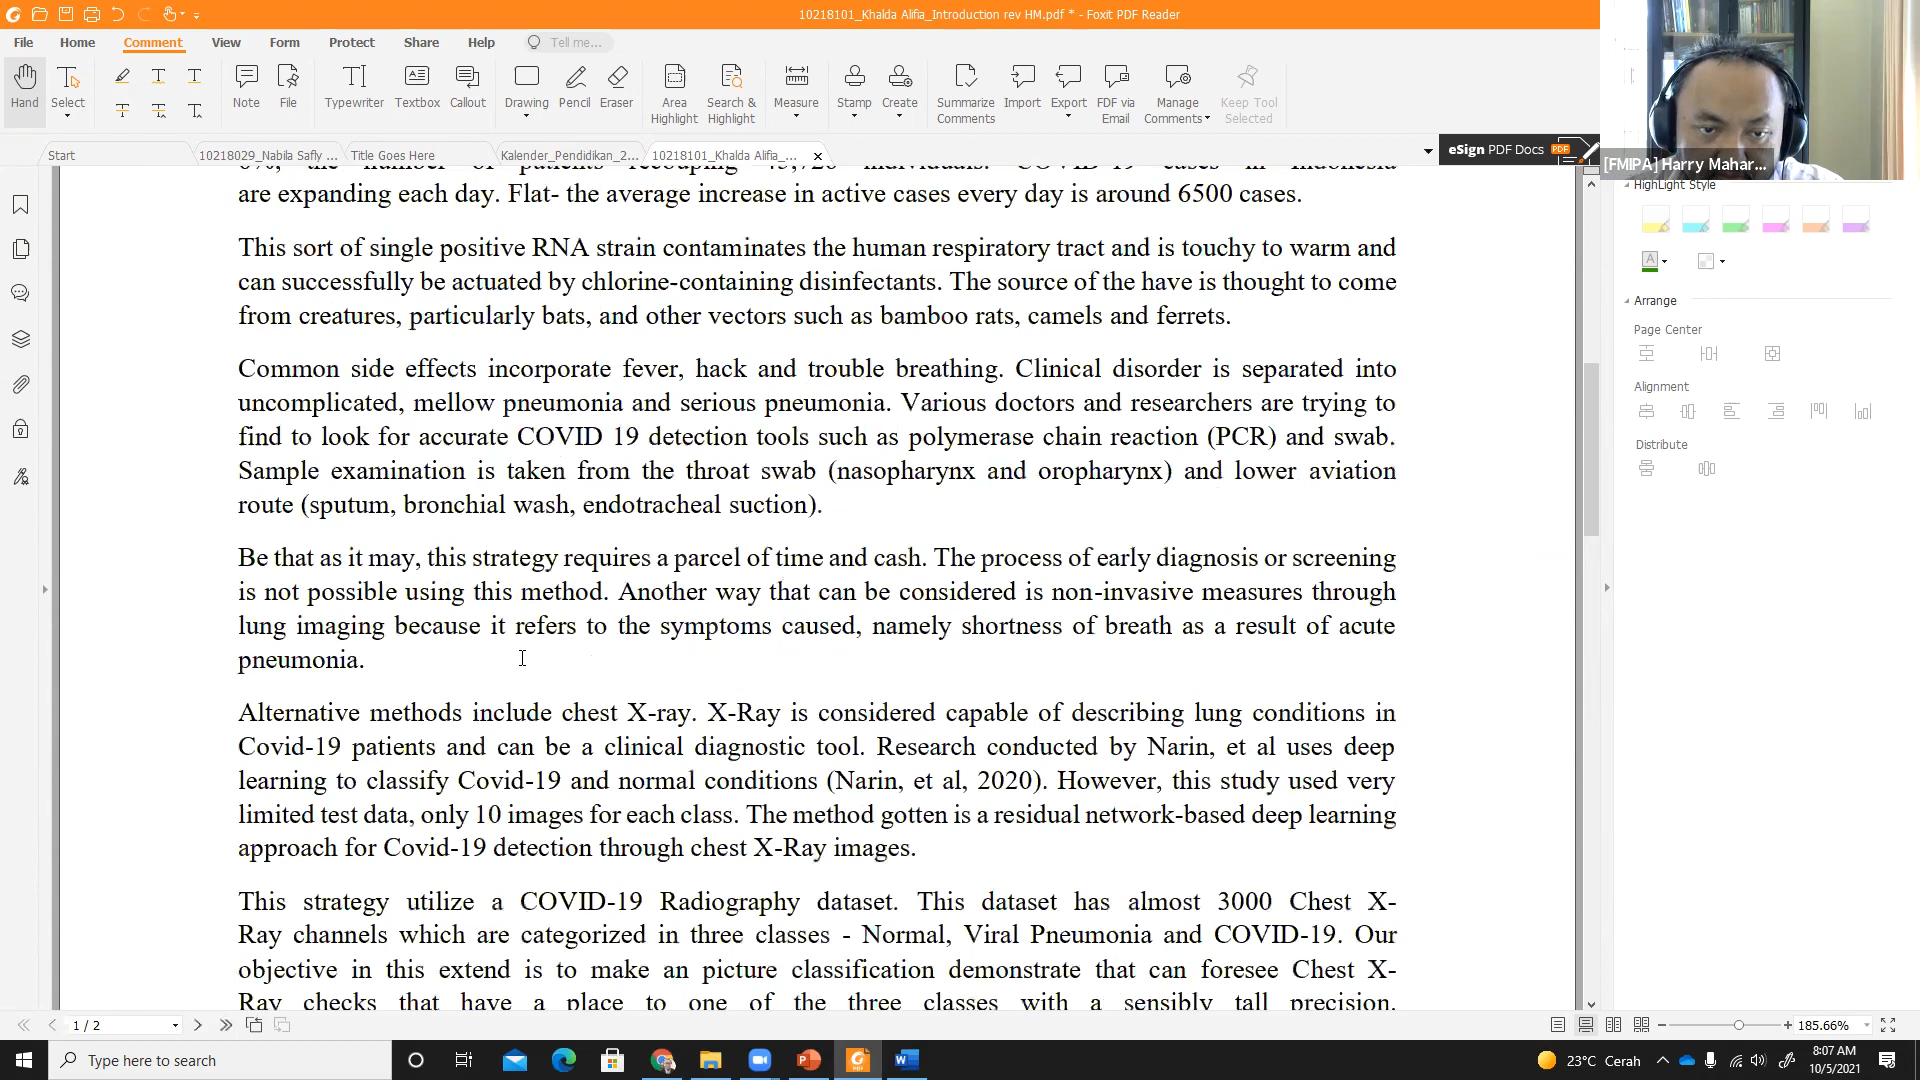 10218101_Khalda Alifia_Introduction rev HM.pdf * - Foxit PDF Reader
File Home Comment View Form Protect Share Help Tell me...
Hand Select Note File Typewriter Textbox Callout Drawing Pencil Eraser Area Highlight Search & Highlight Measure Stamp Create Summarize Comments Import Export FDF via Email Manage Comments Keep Tool Selected
Start 10218029_Nabila Safly ... Title Goes Here Kalender_Pendidikan_2... 10218101_Khalda Alifia_...
eSign PDF Docs PDF
[FMIPA] Harry Mahar...
the number of patients recouping individuals. COVID-19 cases in Indonesia
are expanding each day. Flat- the average increase in active cases every day is around 6500 cases.
This sort of single positive RNA strain contaminates the human respiratory tract and is touchy to warm and
can successfully be actuated by chlorine-containing disinfectants. The source of the have is thought to come
from creatures, particularly bats, and other vectors such as bamboo rats, camels and ferrets.
Common side effects incorporate fever, hack and trouble breathing. Clinical disorder is separated into
uncomplicated, mellow pneumonia and serious pneumonia. Various doctors and researchers are trying to
find to look for accurate COVID 19 detection tools such as polymerase chain reaction (PCR) and swab.
Sample examination is taken from the throat swab (nasopharynx and oropharynx) and lower aviation
route (sputum, bronchial wash, endotracheal suction).
Be that as it may, this strategy requires a parcel of time and cash. The process of early diagnosis or screening
is not possible using this method. Another way that can be considered is non-invasive measures through
lung imaging because it refers to the symptoms caused, namely shortness of breath as a result of acute
pneumonia.
Alternative methods include chest X-ray. X-Ray is considered capable of describing lung conditions in
Covid-19 patients and can be a clinical diagnostic tool. Research conducted by Narin, et al uses deep
learning to classify Covid-19 and normal conditions (Narin, et al, 2020). However, this study used very
limited test data, only 10 images for each class. The method gotten is a residual network-based deep learning
approach for Covid-19 detection through chest X-Ray images.
This strategy utilize a COVID-19 Radiography dataset. This dataset has almost 3000 Chest X-
Ray channels which are categorized in three classes - Normal, Viral Pneumonia and COVID-19. Our
objective in this extend is to make an picture classification demonstrate that can foresee Chest X-
Ray checks that have a place to one of the three classes with a sensibly tall precision.
HighLight Style
Arrange
Page Center
Alignment
Distribute
1 / 2
185.66%
Type here to search
23°C Cerah
8:07 AM
10/5/2021